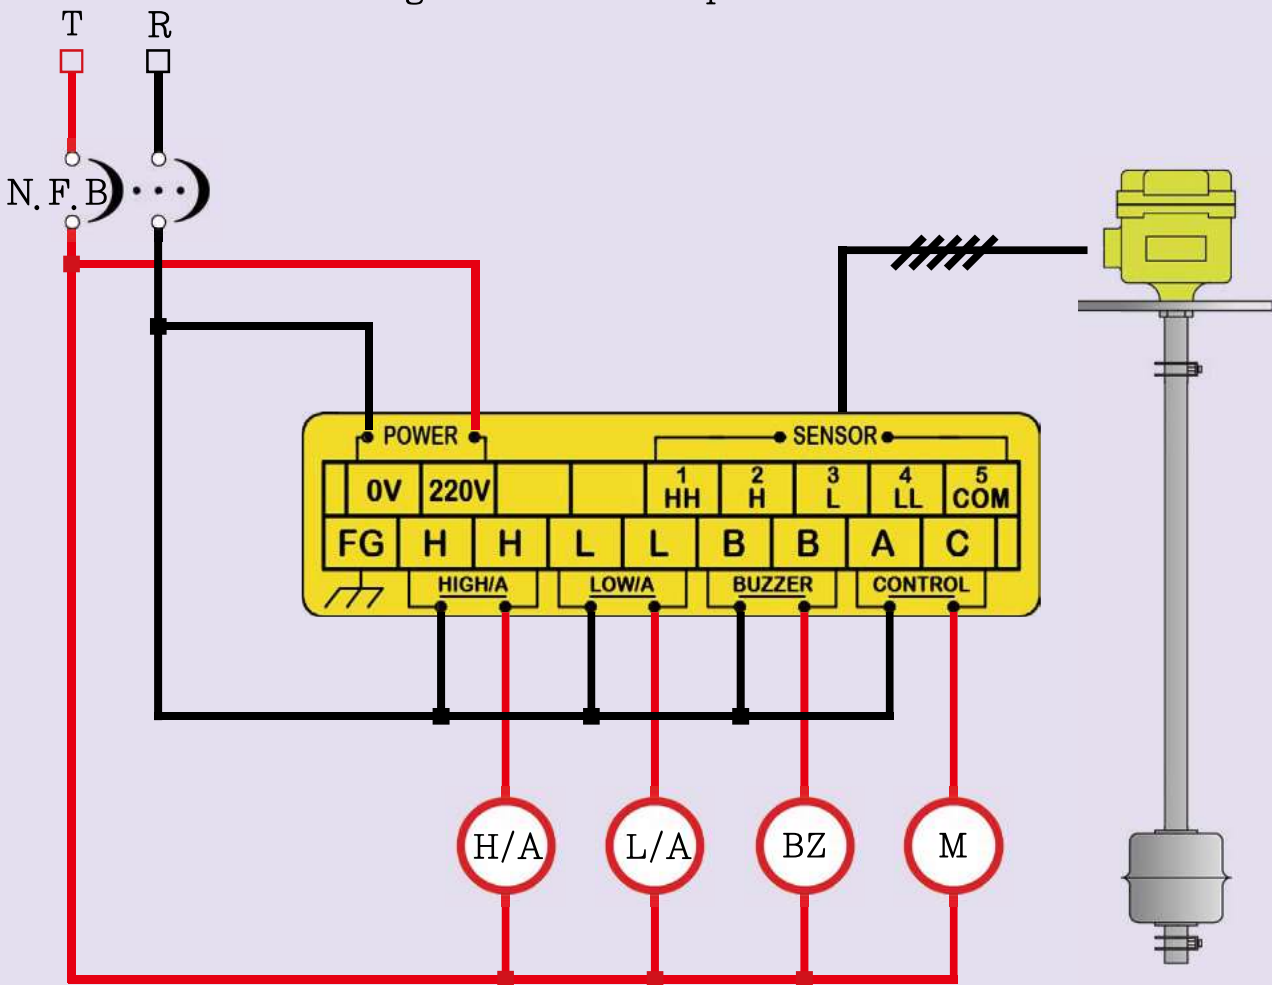 T R
N.F.B
POWER SENSOR
0V 220V 1 HH 2 H 3 L 4 LL 5 COM
FG H H L L B B A C
HIGH/A LOW/A BUZZER CONTROL
H/A L/A BZ M